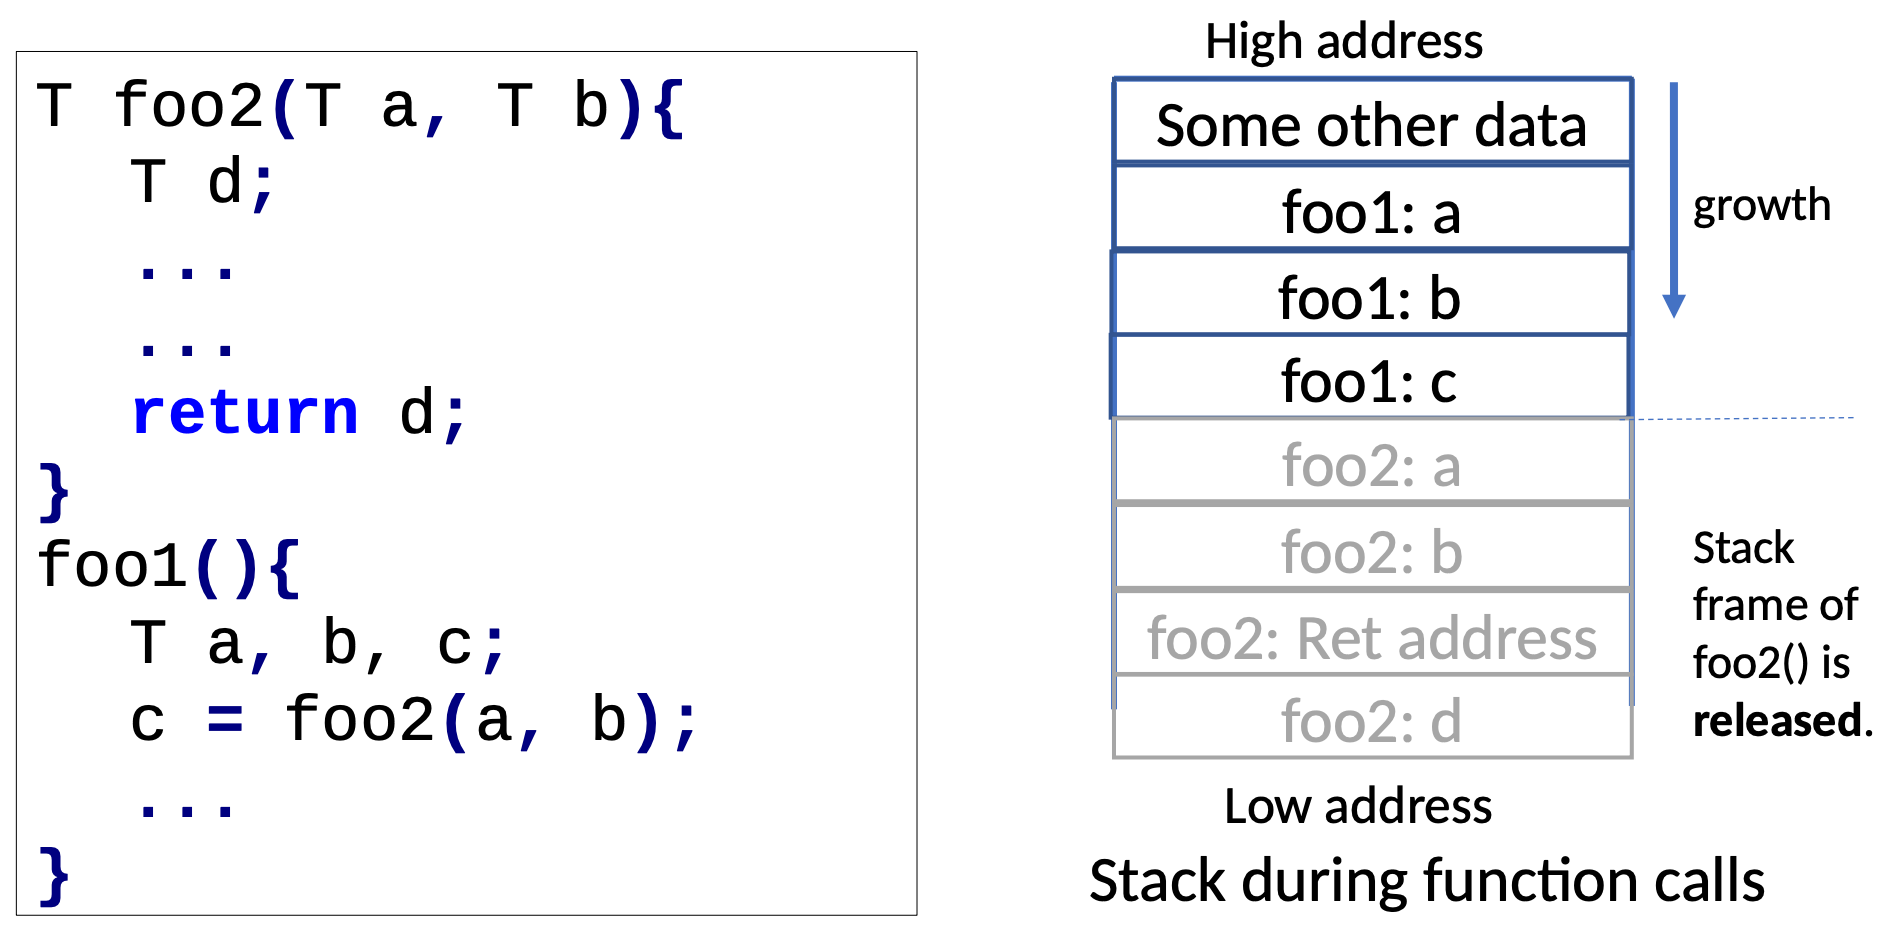 T foo2(T a, T b){
T d;
...
...
return d;
}
foo1(){
T a, b, c;
c = foo2(a, b);
...
}
High address
Some other data
foo1: a
foo1: b
foo1: c
foo2: a
foo2: b
foo2: Ret address
foo2: d
Low address
growth
Stack
frame of
foo2() is
released.
Stack during function calls